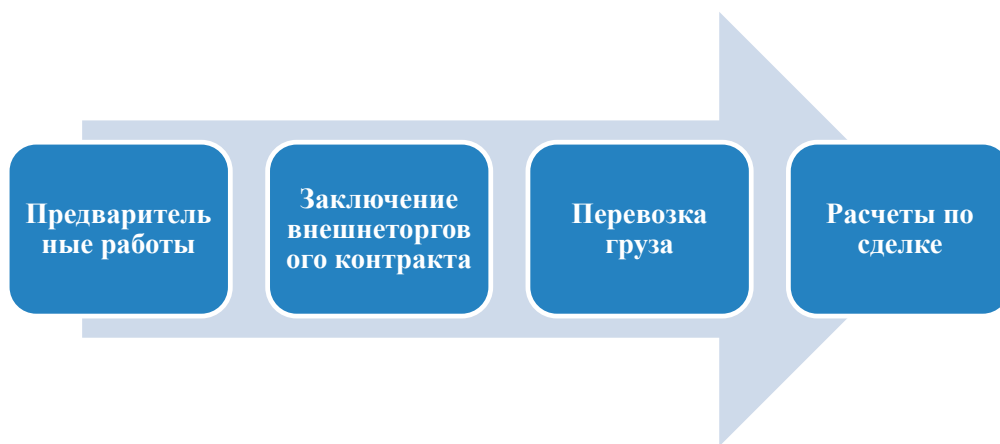 Предваритель
ные работы
Заключение
внешнеторгов
ого контракта
Перевозка
груза
Расчеты по
сделке